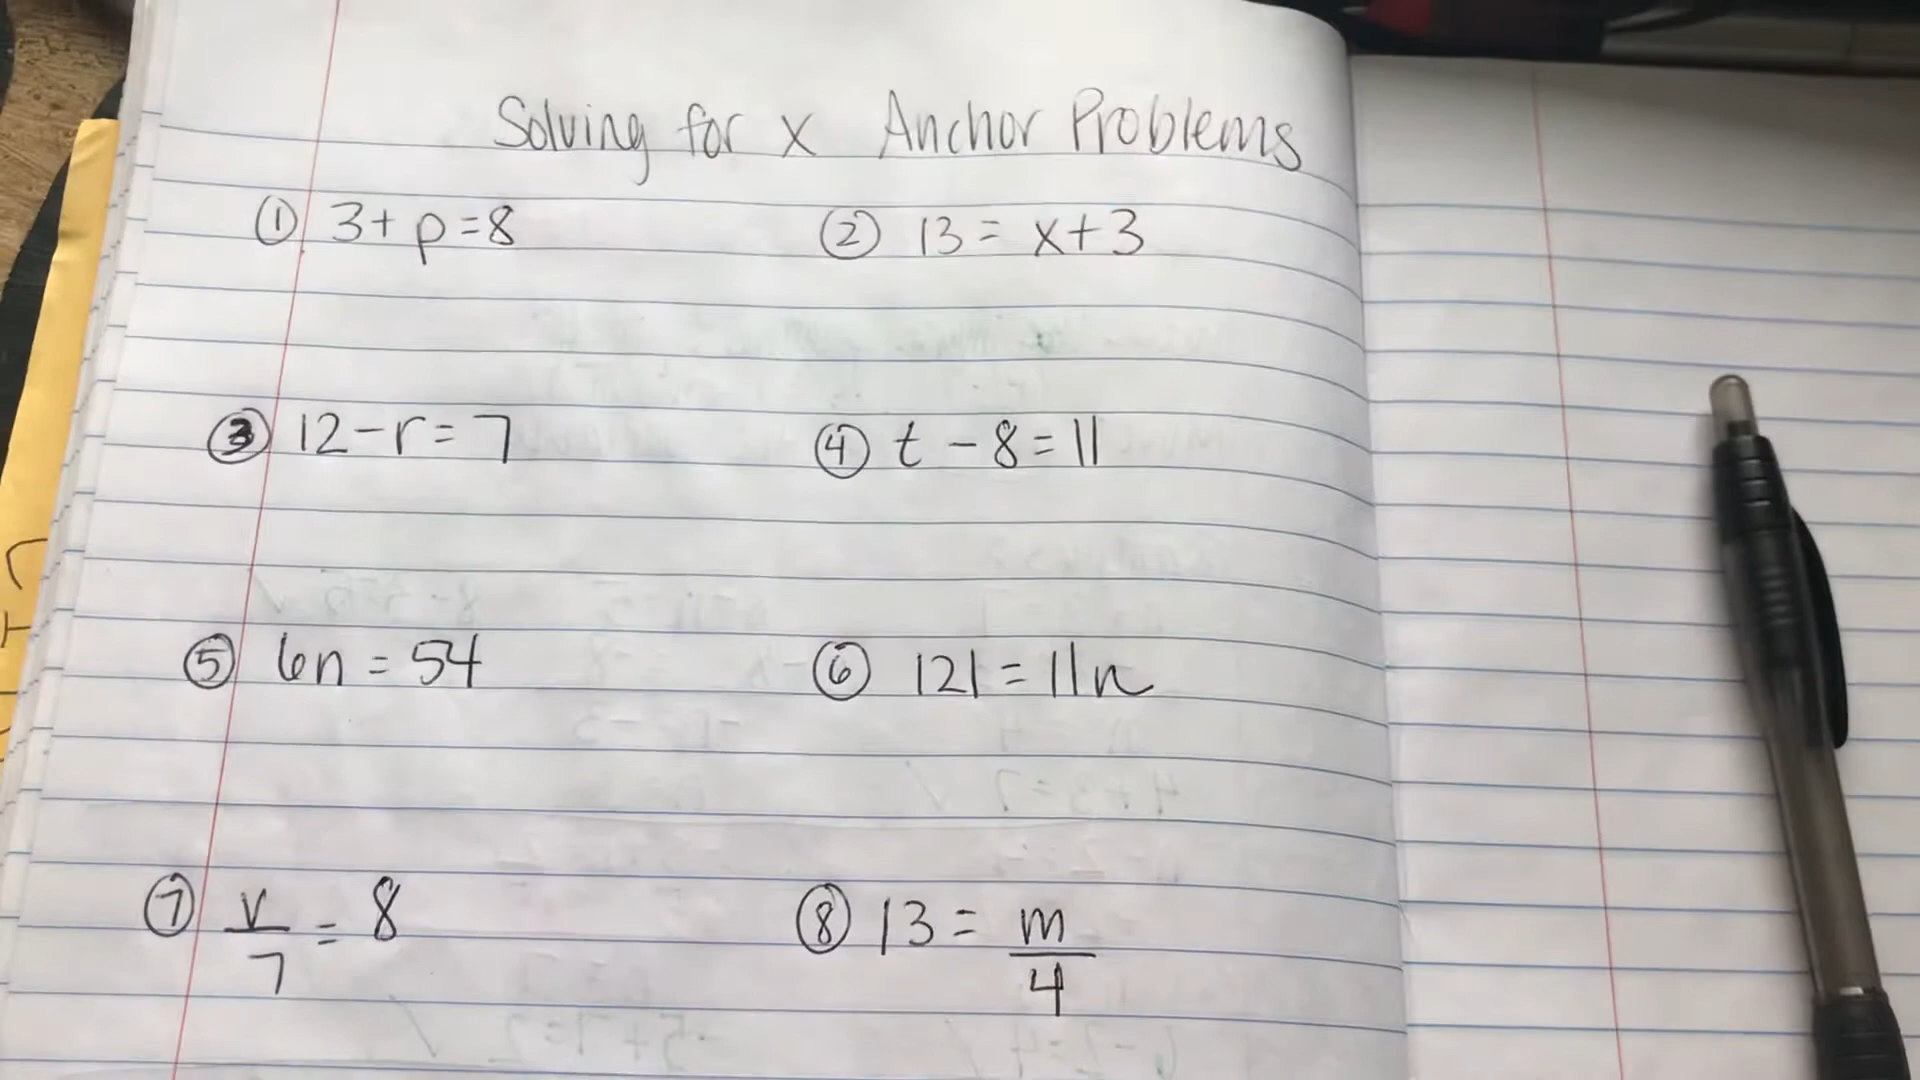 Solving for x Anchor Problems
① 3+ p=8 ② 13 = x+3
③ 12-r=7 ④ t - 8=11
⑤ 6n = 54 ⑥ 121=11n
⑦ v/7 = 8 ⑧ 13 = m/4